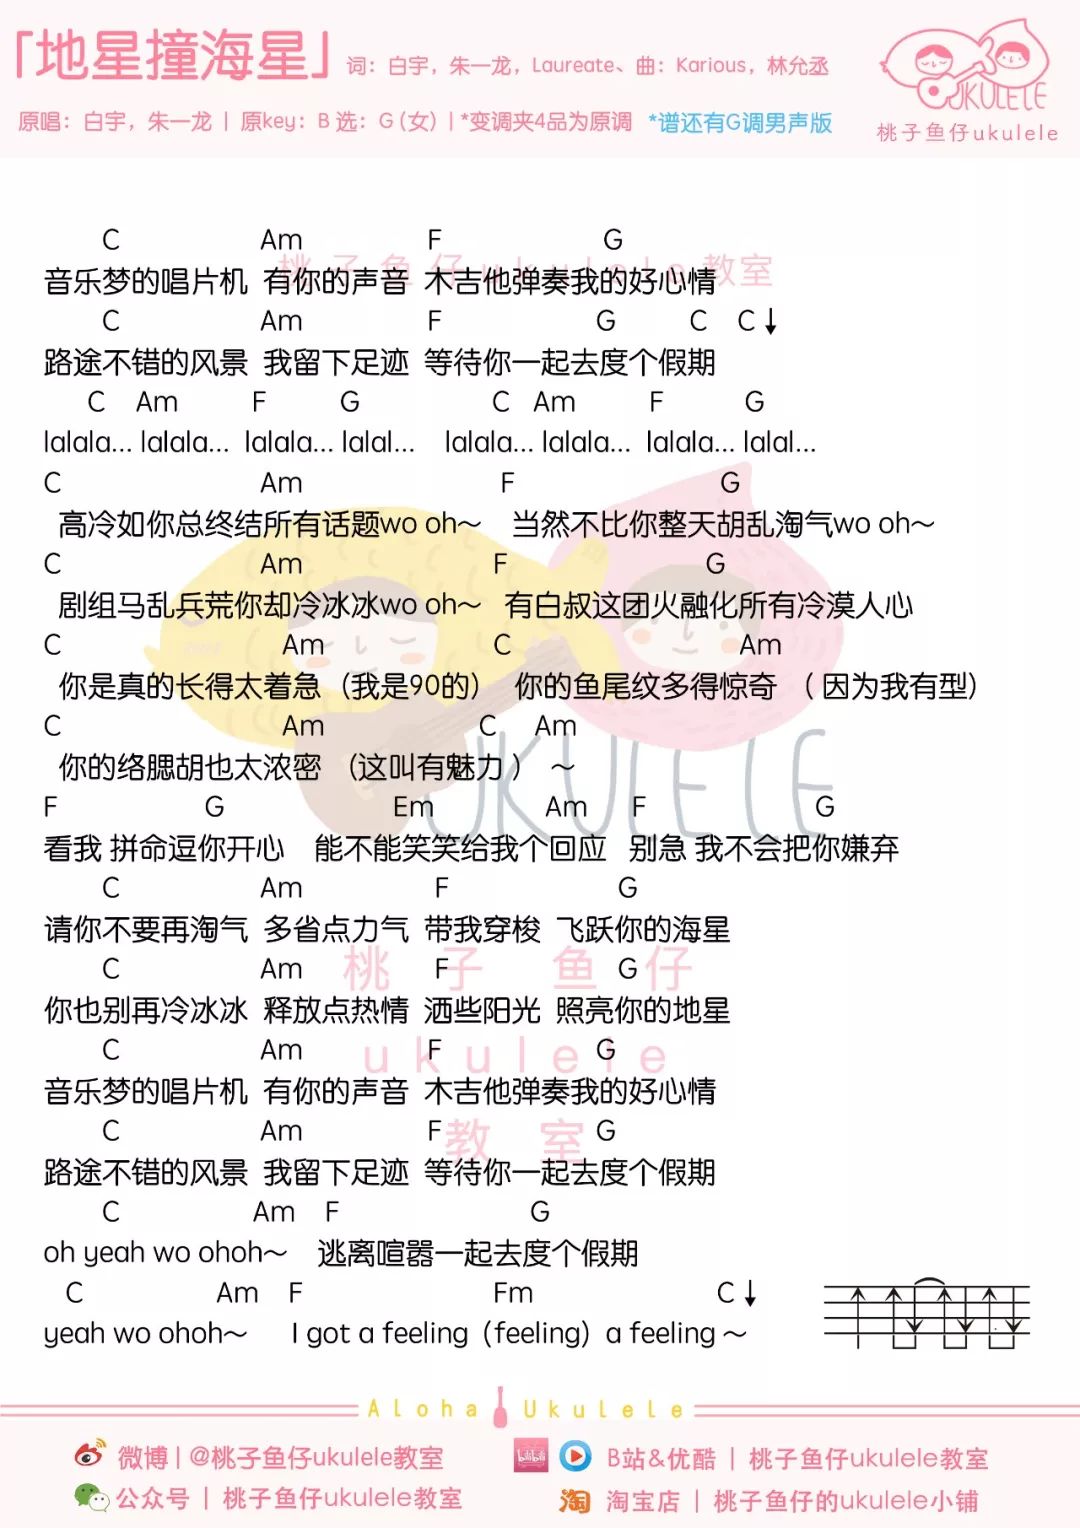 「地星撞海星」 词：白宇，朱一龙，Laureate、曲：Karious，林允丞
原唱：白宇，朱一龙 | 原key：B 选：G（女）| *变调夹4品为原调 *谱还有G调男声版
UKULELE
桃子鱼仔ukulele
C Am F G
桃子鱼仔ukulele教室
音乐梦的唱片机 有你的声音 木吉他弹奏我的好心情
C Am F G C C↓
路途不错的风景 我留下足迹 等待你一起去度个假期
C Am F G C Am F G
lalala... lalala... lalala... lalal... lalala... lalala... lalala... lalal...
C Am F G
高冷如你总终结所有话题wo oh～ 当然不比你整天胡乱淘气wo oh～
C Am F G
剧组马乱兵荒你却冷冰冰wo oh～ 有白叔这团火融化所有冷漠人心
C Am C Am
你是真的长得太着急（我是90的） 你的鱼尾纹多得惊奇 （因为我有型）
C Am C Am
你的络腮胡也太浓密 （这叫有魅力） ～
UKULELE
F G Em Am F G
看我 拼命逗你开心 能不能笑笑给我个回应 别急 我不会把你嫌弃
C Am F G
请你不要再淘气 多省点力气 带我穿梭 飞跃你的海星
桃子鱼仔
C Am F G
你也别再冷冰冰 释放点热情 洒些阳光 照亮你的地星
ukulele
C Am F G
音乐梦的唱片机 有你的声音 木吉他弹奏我的好心情
教室
C Am F G
路途不错的风景 我留下足迹 等待你一起去度个假期
C Am F G
oh yeah wo ohoh～ 逃离喧嚣一起去度个假期
C Am F Fm C↓
yeah wo ohoh～ I got a feeling（feeling）a feeling～
Aloha Ukulele
微博 | @桃子鱼仔ukulele教室 bilibili B站&优酷 | 桃子鱼仔ukulele教室
公众号 | 桃子鱼仔ukulele教室 淘 淘宝店 | 桃子鱼仔的ukulele小铺